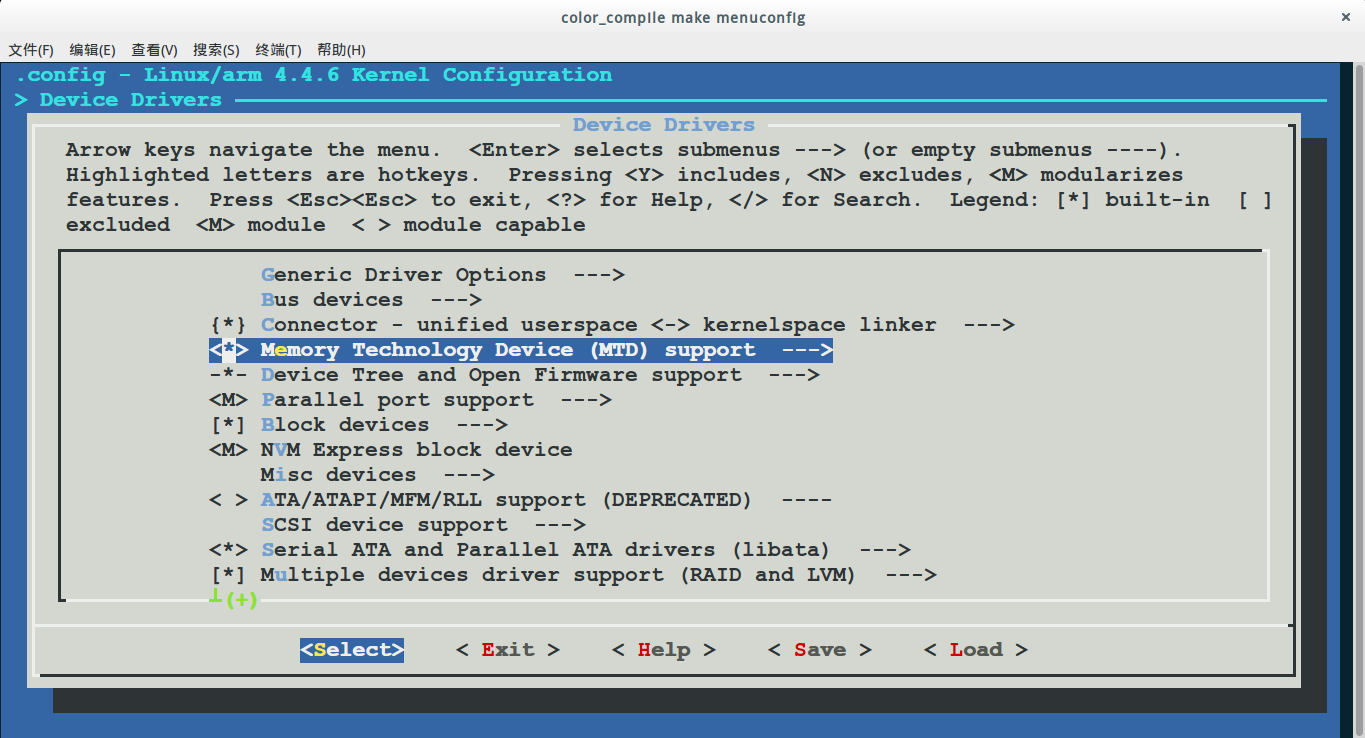 color_compile make menuconfig ×
文件(F) 编辑(E) 查看(V) 搜索(S) 终端(T) 帮助(H)
.config - Linux/arm 4.4.6 Kernel Configuration
> Device Drivers
Device Drivers
Arrow keys navigate the menu.  <Enter> selects submenus ---> (or empty submenus ----).
Highlighted letters are hotkeys.  Pressing <Y> includes, <N> excludes, <M> modularizes
features.  Press <Esc><Esc> to exit, <?> for Help, </> for Search.  Legend: [*] built-in  [ ]
excluded  <M> module  < > module capable
Generic Driver Options  --->
Bus devices  --->
{*} Connector - unified userspace <-> kernelspace linker  --->
<*> Memory Technology Device (MTD) support  --->
-*- Device Tree and Open Firmware support  --->
<M> Parallel port support  --->
[*] Block devices  --->
<M> NVM Express block device
Misc devices  --->
< > ATA/ATAPI/MFM/RLL support (DEPRECATED)  ----
SCSI device support  --->
<*> Serial ATA and Parallel ATA drivers (libata)  --->
[*] Multiple devices driver support (RAID and LVM)  --->
┴(+)
<Select> < Exit > < Help > < Save > < Load >